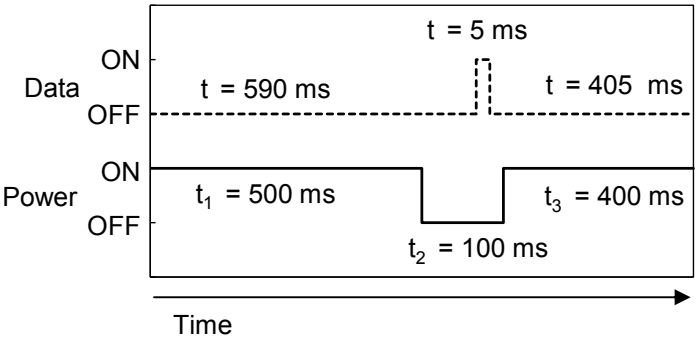 t = 5 ms
ON
Data t = 590 ms t = 405 ms
OFF
ON
Power t₁ = 500 ms t₃ = 400 ms
OFF
t₂ = 100 ms
Time